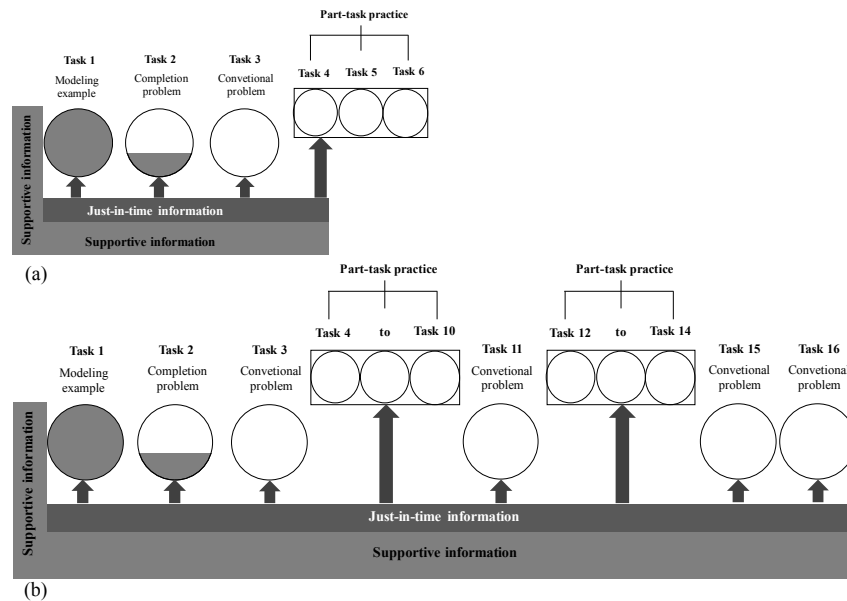 Part-task practice
Task 1
Task 2
Task 3
Task 4
Task 5
Task 6
Modeling
example
Completion
problem
Convetional
problem
Supportive information
Just-in-time information
Supportive information
(a)
Part-task practice
Part-task practice
Task 4
to
Task 10
Task 12
to
Task 14
Task 1
Task 2
Task 3
Task 11
Task 15
Task 16
Modeling
example
Completion
problem
Convetional
problem
Convetional
problem
Convetional
problem
Convetional
problem
Supportive information
Just-in-time information
Supportive information
(b)